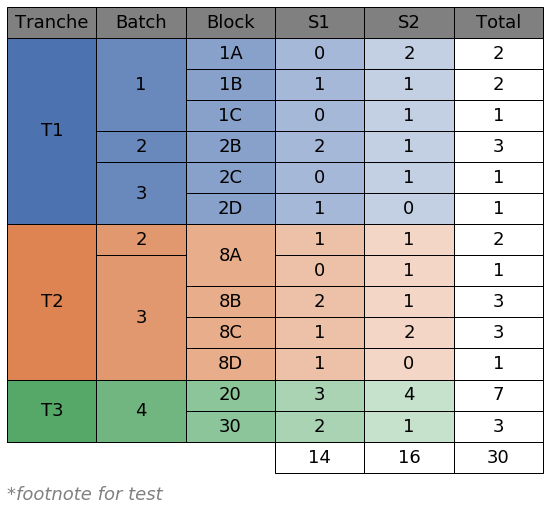 Tranche Batch Block S1 S2 Total
T1 1 1A 0 2 2
1B 1 1 2
1C 0 1 1
2 2B 2 1 3
3 2C 0 1 1
2D 1 0 1
T2 2 8A 1 1 2
3 0 1 1
8B 2 1 3
8C 1 2 3
8D 1 0 1
T3 4 20 3 4 7
30 2 1 3
14 16 30
*footnote for test